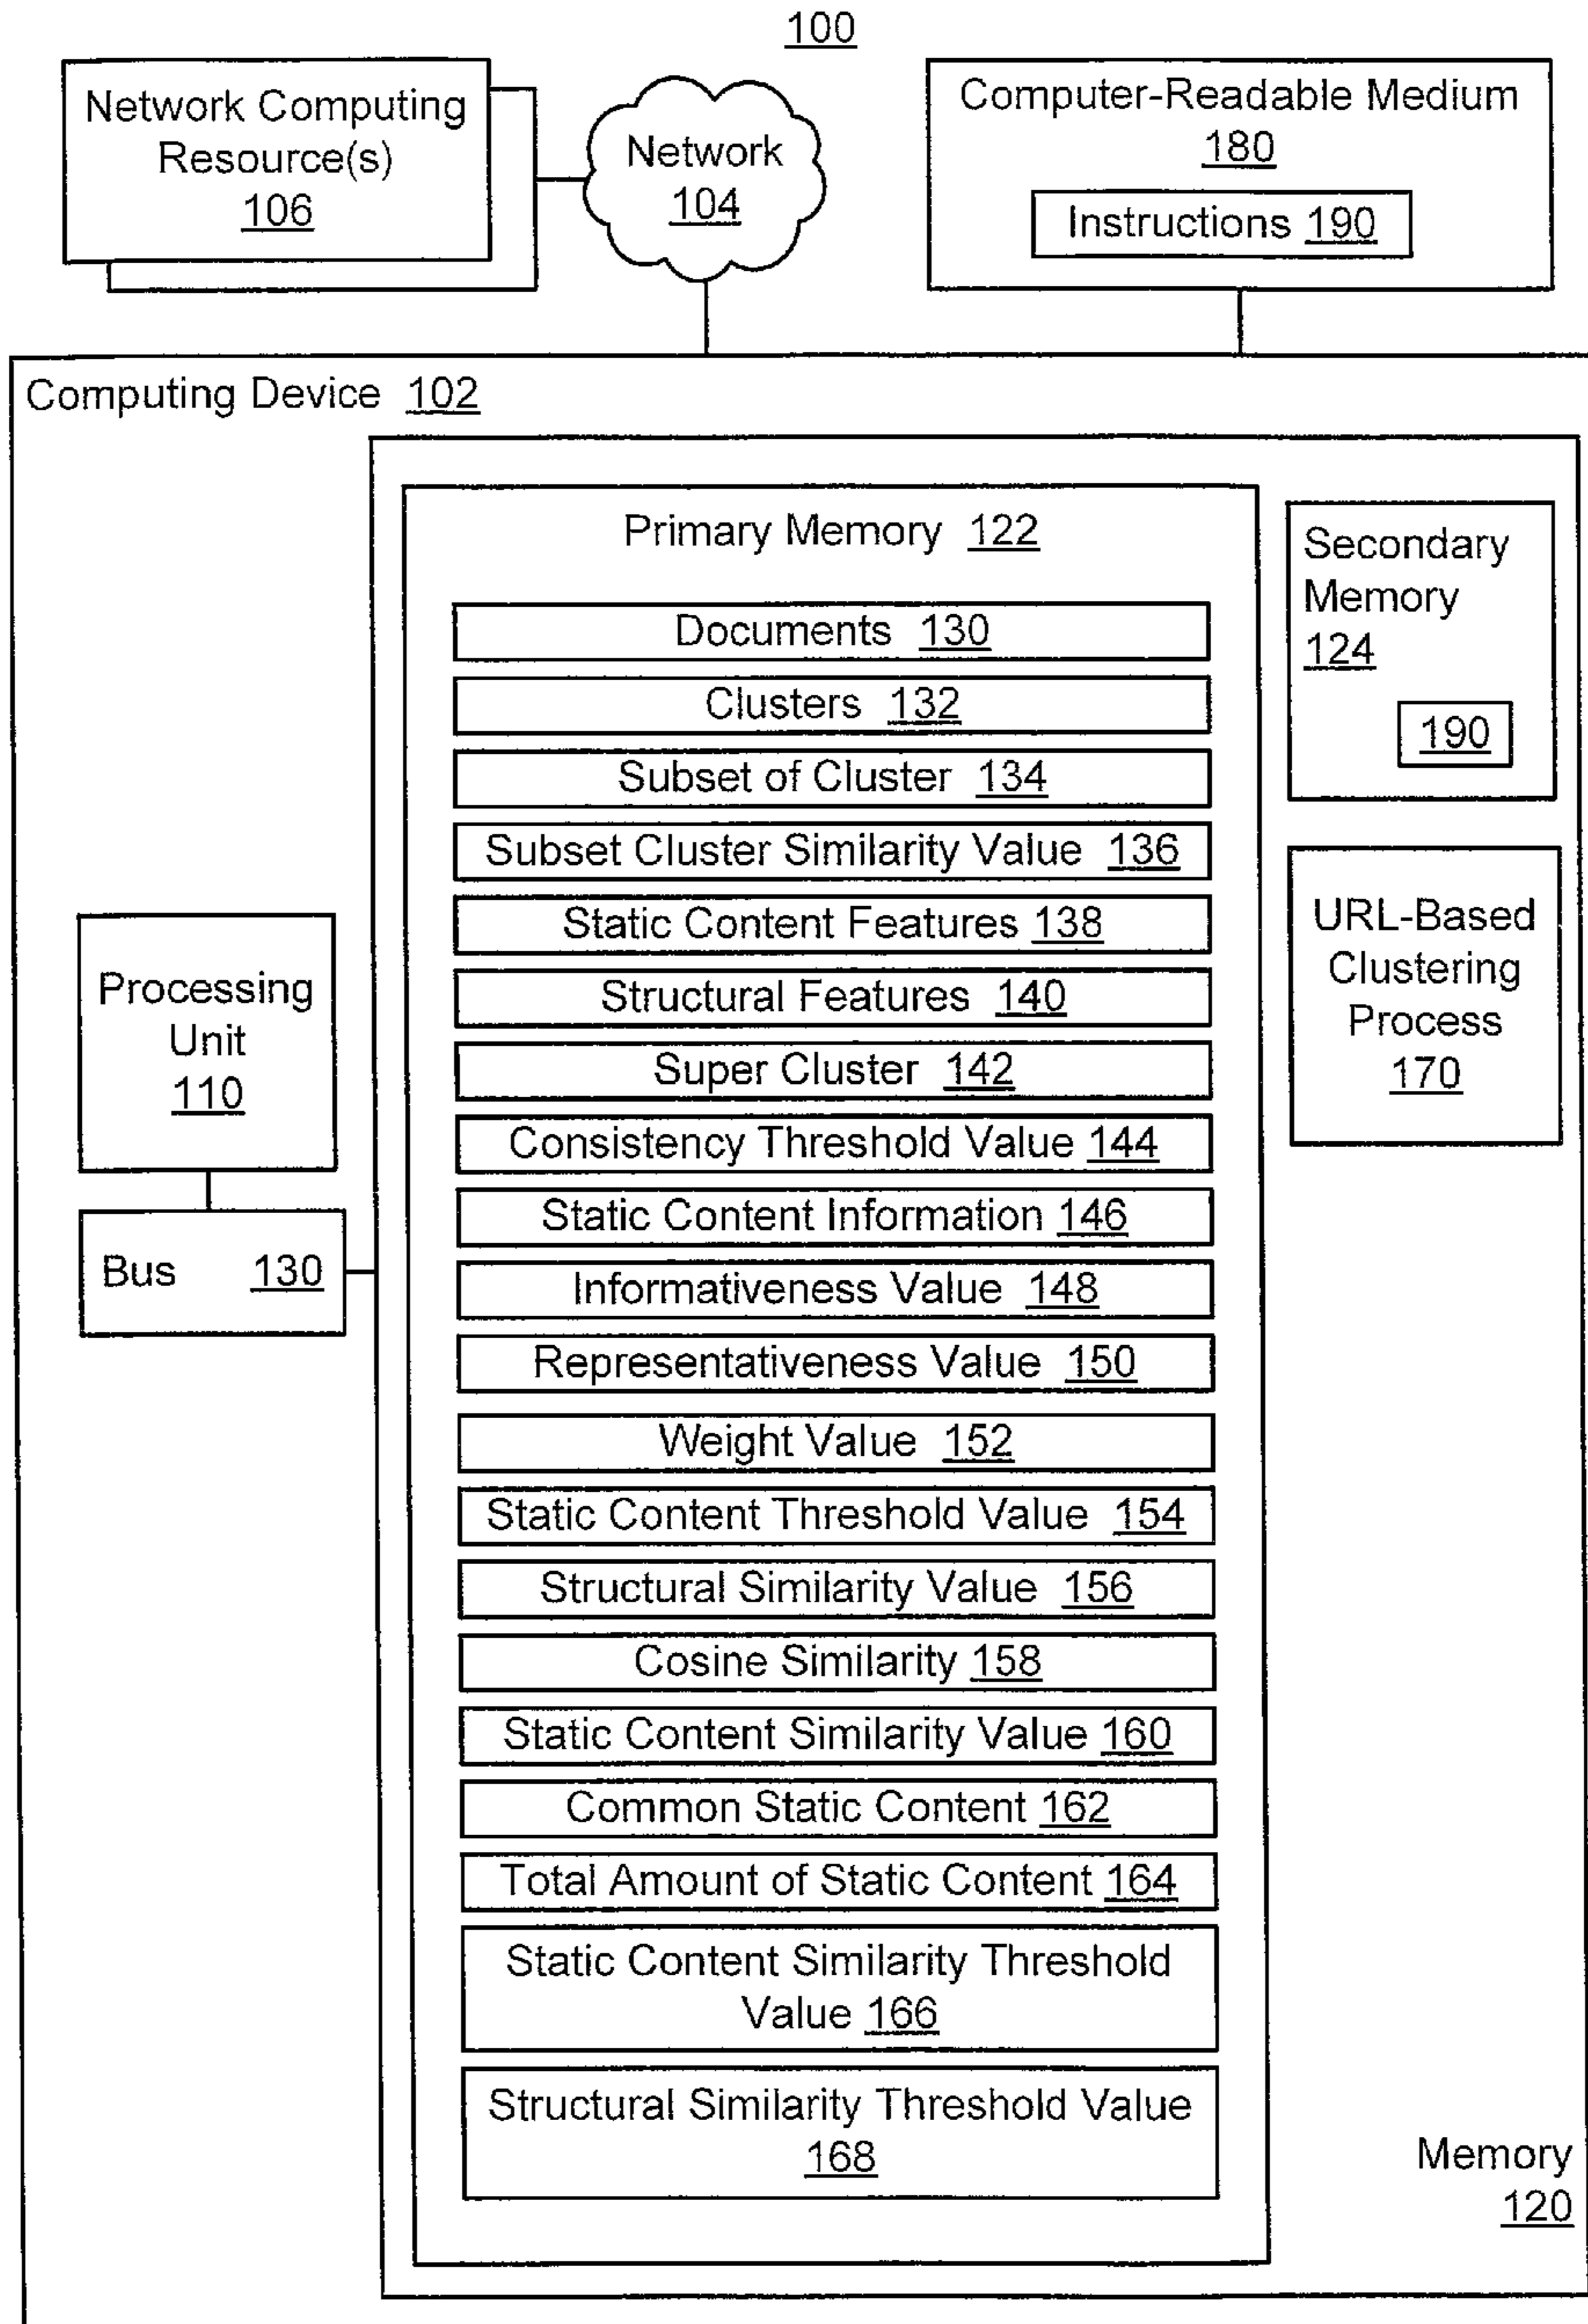 100
Network Computing
Resource(s)
106
Network
104
Computer-Readable Medium
180
Instructions 190
Computing Device 102
Primary Memory 122
Documents 130
Clusters 132
Subset of Cluster 134
Subset Cluster Similarity Value 136
Static Content Features 138
Structural Features 140
Super Cluster 142
Consistency Threshold Value 144
Static Content Information 146
Informativeness Value 148
Representativeness Value 150
Weight Value 152
Static Content Threshold Value 154
Structural Similarity Value 156
Cosine Similarity 158
Static Content Similarity Value 160
Common Static Content 162
Total Amount of Static Content 164
Static Content Similarity Threshold
Value 166
Structural Similarity Threshold Value
168
Secondary
Memory
124
190
URL-Based
Clustering
Process
170
Processing
Unit
110
Bus 130
Memory
120